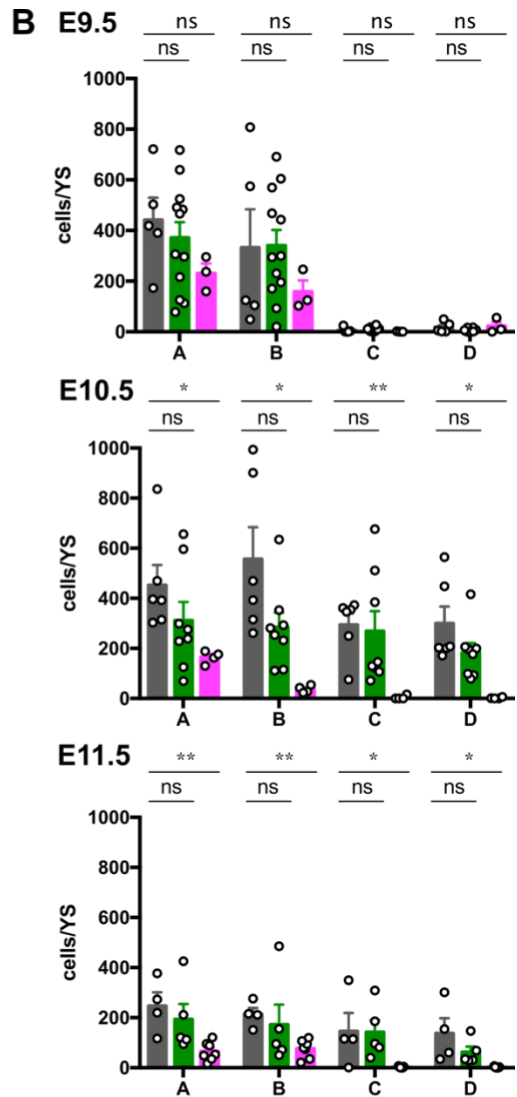 B E9.5
ns ns ns ns
ns ns ns ns
1000
800
600
400
200
0
cells/YS
A B C D
E10.5
* * ** *
ns ns ns ns
1000
800
600
400
200
0
cells/YS
A B C D
E11.5
** ** * *
ns ns ns ns
1000
800
600
400
200
0
cells/YS
A B C D